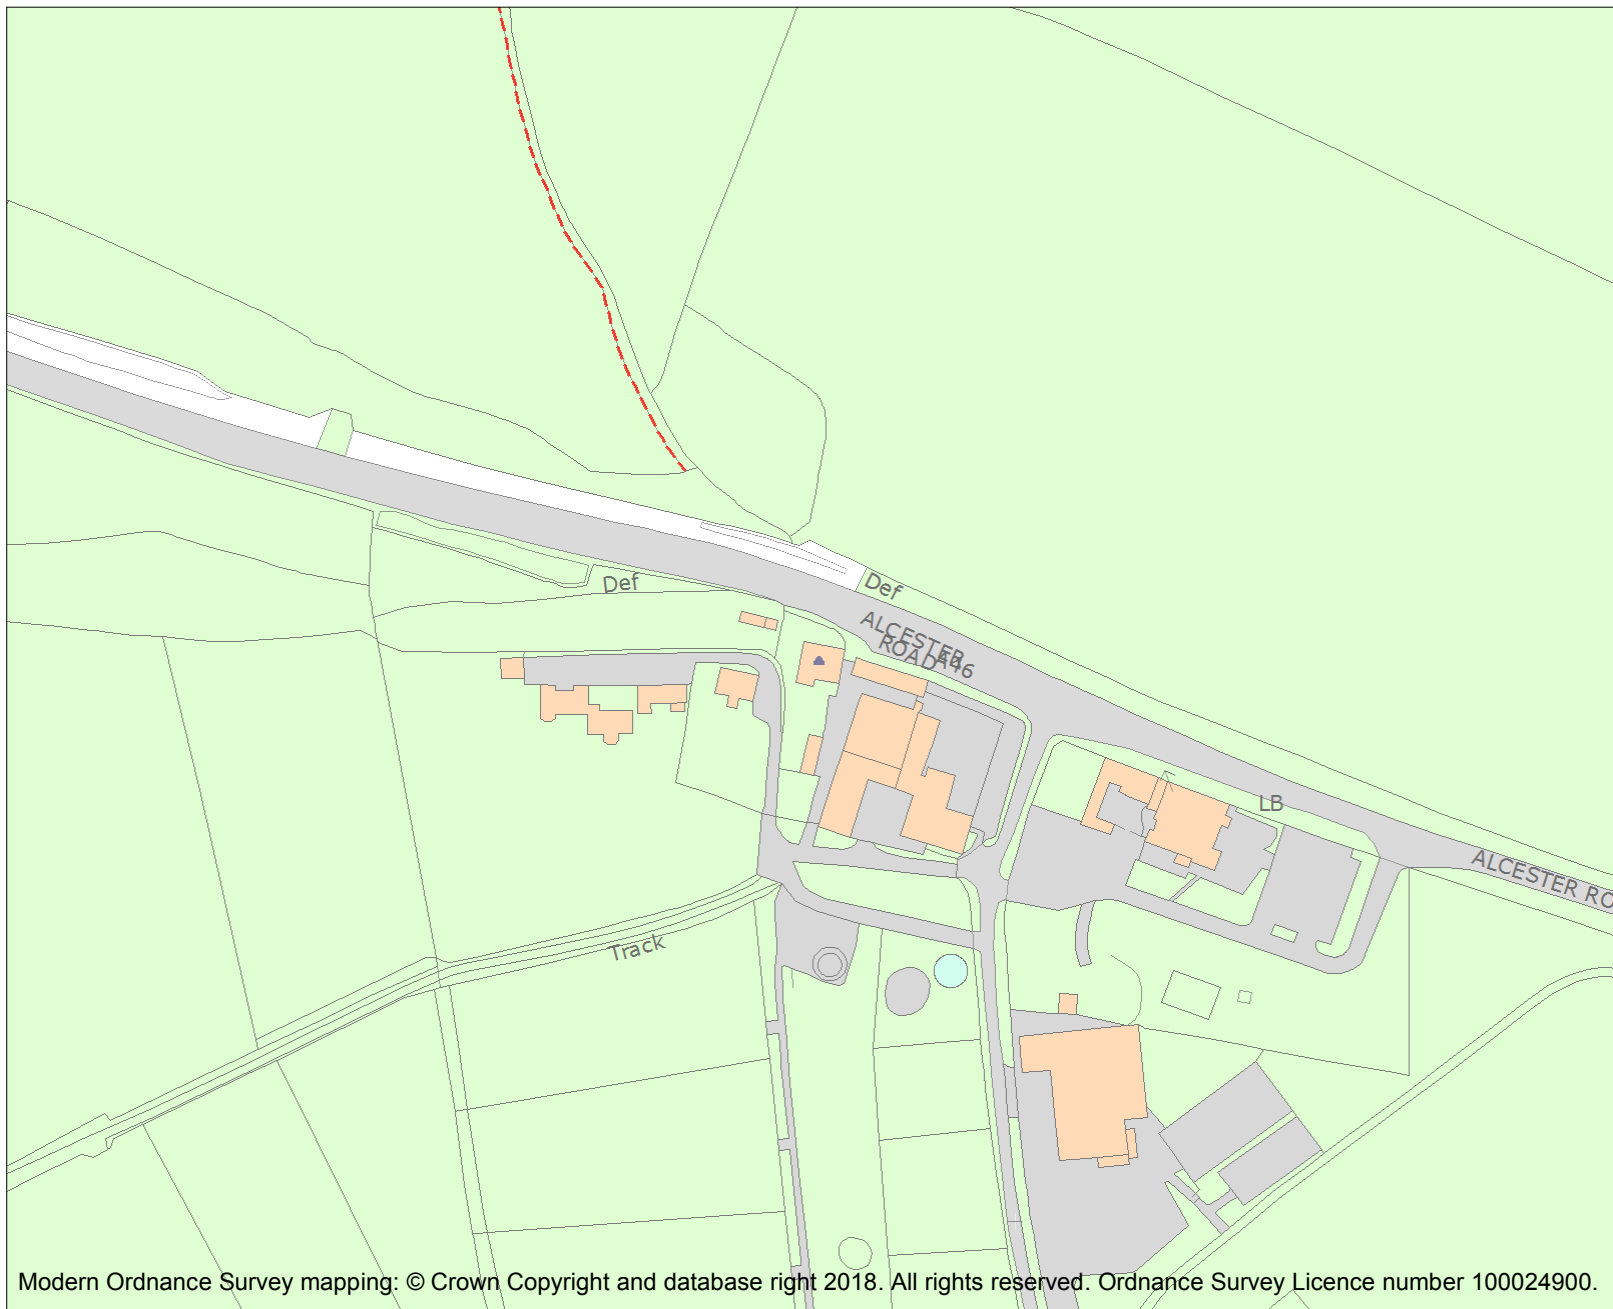 Def
Def
ALCESTER
ROAD A46
LB
ALCESTER RO
Track
Modern Ordnance Survey mapping: © Crown Copyright and database right 2018. All rights reserved. Ordnance Survey Licence number 100024900.